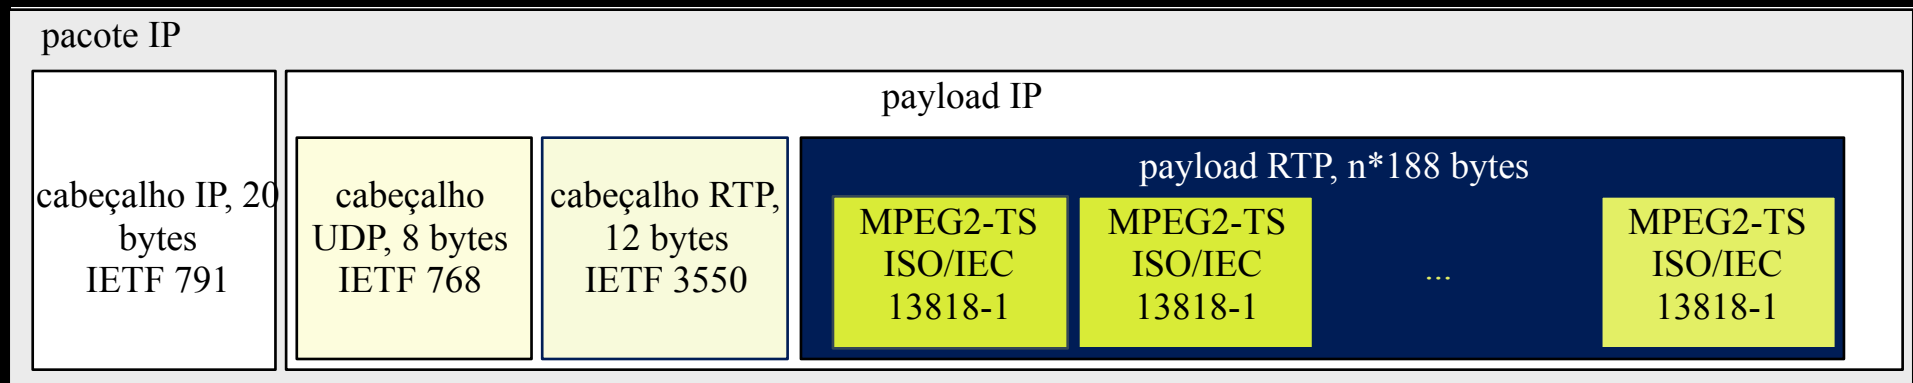 pacote IP
payload IP
cabeçalho IP, 20
bytes
IETF 791
cabeçalho
UDP, 8 bytes
IETF 768
cabeçalho RTP,
12 bytes
IETF 3550
payload RTP, n*188 bytes
MPEG2-TS
ISO/IEC
13818-1
MPEG2-TS
ISO/IEC
13818-1
...
MPEG2-TS
ISO/IEC
13818-1